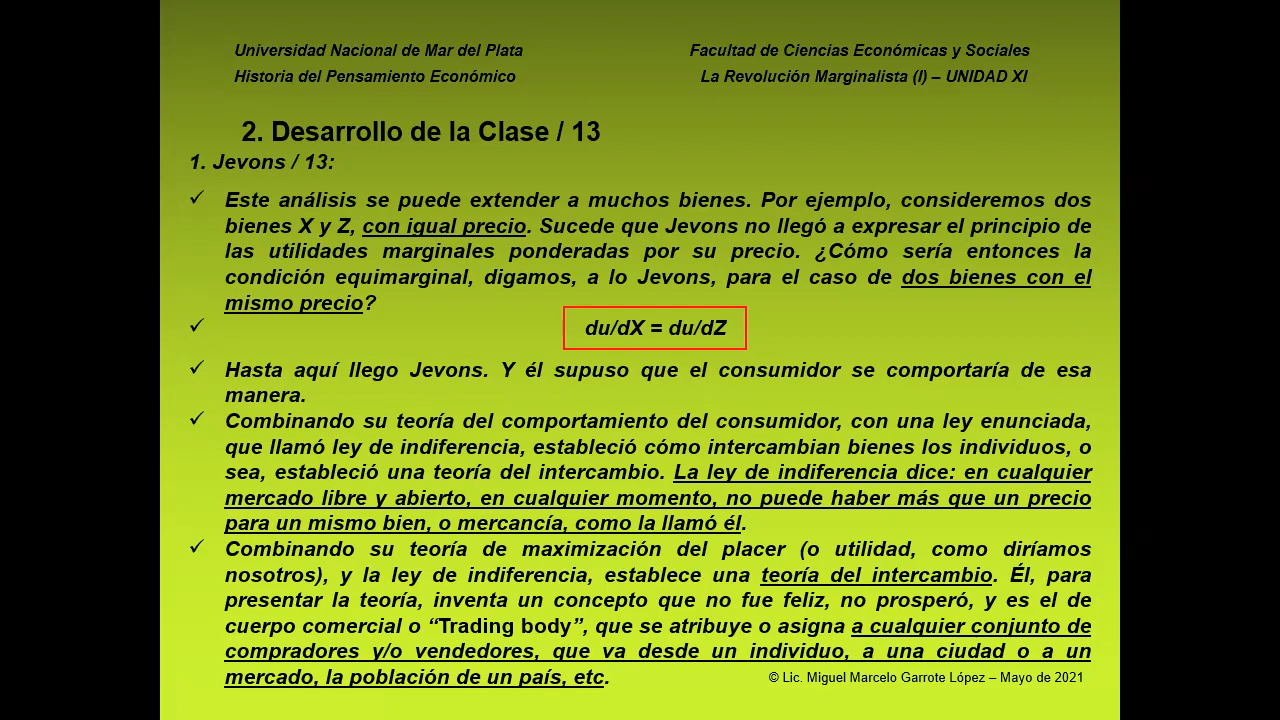 Universidad Nacional de Mar del Plata
Facultad de Ciencias Económicas y Sociales
Historia del Pensamiento Económico
La Revolución Marginalista (I) – UNIDAD XI
2. Desarrollo de la Clase / 13
1. Jevons / 13:
✓ Este análisis se puede extender a muchos bienes. Por ejemplo, consideremos dos
bienes X y Z, con igual precio. Sucede que Jevons no llegó a expresar el principio de
las utilidades marginales ponderadas por su precio. ¿Cómo sería entonces la
condición equimarginal, digamos, a lo Jevons, para el caso de dos bienes con el
mismo precio?
✓ du/dX = du/dZ
✓ Hasta aquí llego Jevons. Y él supuso que el consumidor se comportaría de esa
manera.
✓ Combinando su teoría del comportamiento del consumidor, con una ley enunciada,
que llamó ley de indiferencia, estableció cómo intercambian bienes los individuos, o
sea, estableció una teoría del intercambio. La ley de indiferencia dice: en cualquier
mercado libre y abierto, en cualquier momento, no puede haber más que un precio
para un mismo bien, o mercancía, como la llamó él.
✓ Combinando su teoría de maximización del placer (o utilidad, como diríamos
nosotros), y la ley de indiferencia, establece una teoría del intercambio. Él, para
presentar la teoría, inventa un concepto que no fue feliz, no prosperó, y es el de
cuerpo comercial o “Trading body”, que se atribuye o asigna a cualquier conjunto de
compradores y/o vendedores, que va desde un individuo, a una ciudad o a un
mercado, la población de un país, etc.
© Lic. Miguel Marcelo Garrote López – Mayo de 2021